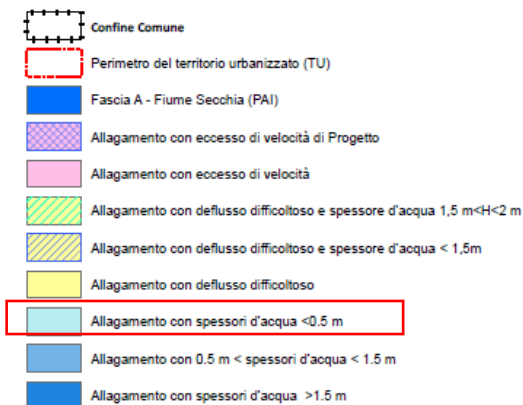 Confine Comune
Perimetro del territorio urbanizzato (TU)
Fascia A - Fiume Secchia (PAI)
Allagamento con eccesso di velocità di Progetto
Allagamento con eccesso di velocità
Allagamento con deflusso difficoltoso e spessore d'acqua 1,5 m<H<2 m
Allagamento con deflusso difficoltoso e spessore d'acqua < 1,5m
Allagamento con deflusso difficoltoso
Allagamento con spessori d'acqua <0.5 m
Allagamento con 0.5 m < spessori d'acqua < 1.5 m
Allagamento con spessori d'acqua >1.5 m